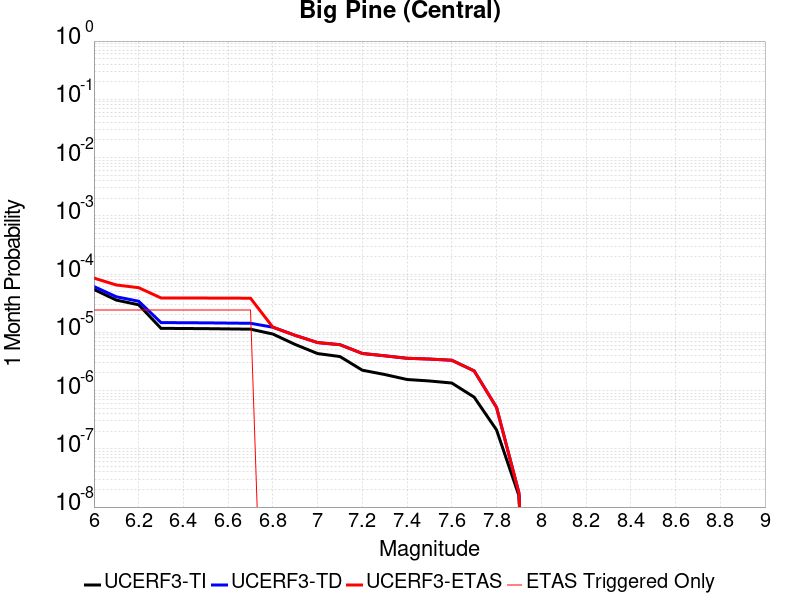 Big Pine (Central)
10^0
10^-1
10^-2
10^-3
10^-4
10^-5
10^-6
10^-7
10^-8
1 Month Probability
6 6.2 6.4 6.6 6.8 7 7.2 7.4 7.6 7.8 8 8.2 8.4 8.6 8.8 9
Magnitude
UCERF3-TI UCERF3-TD UCERF3-ETAS ETAS Triggered Only